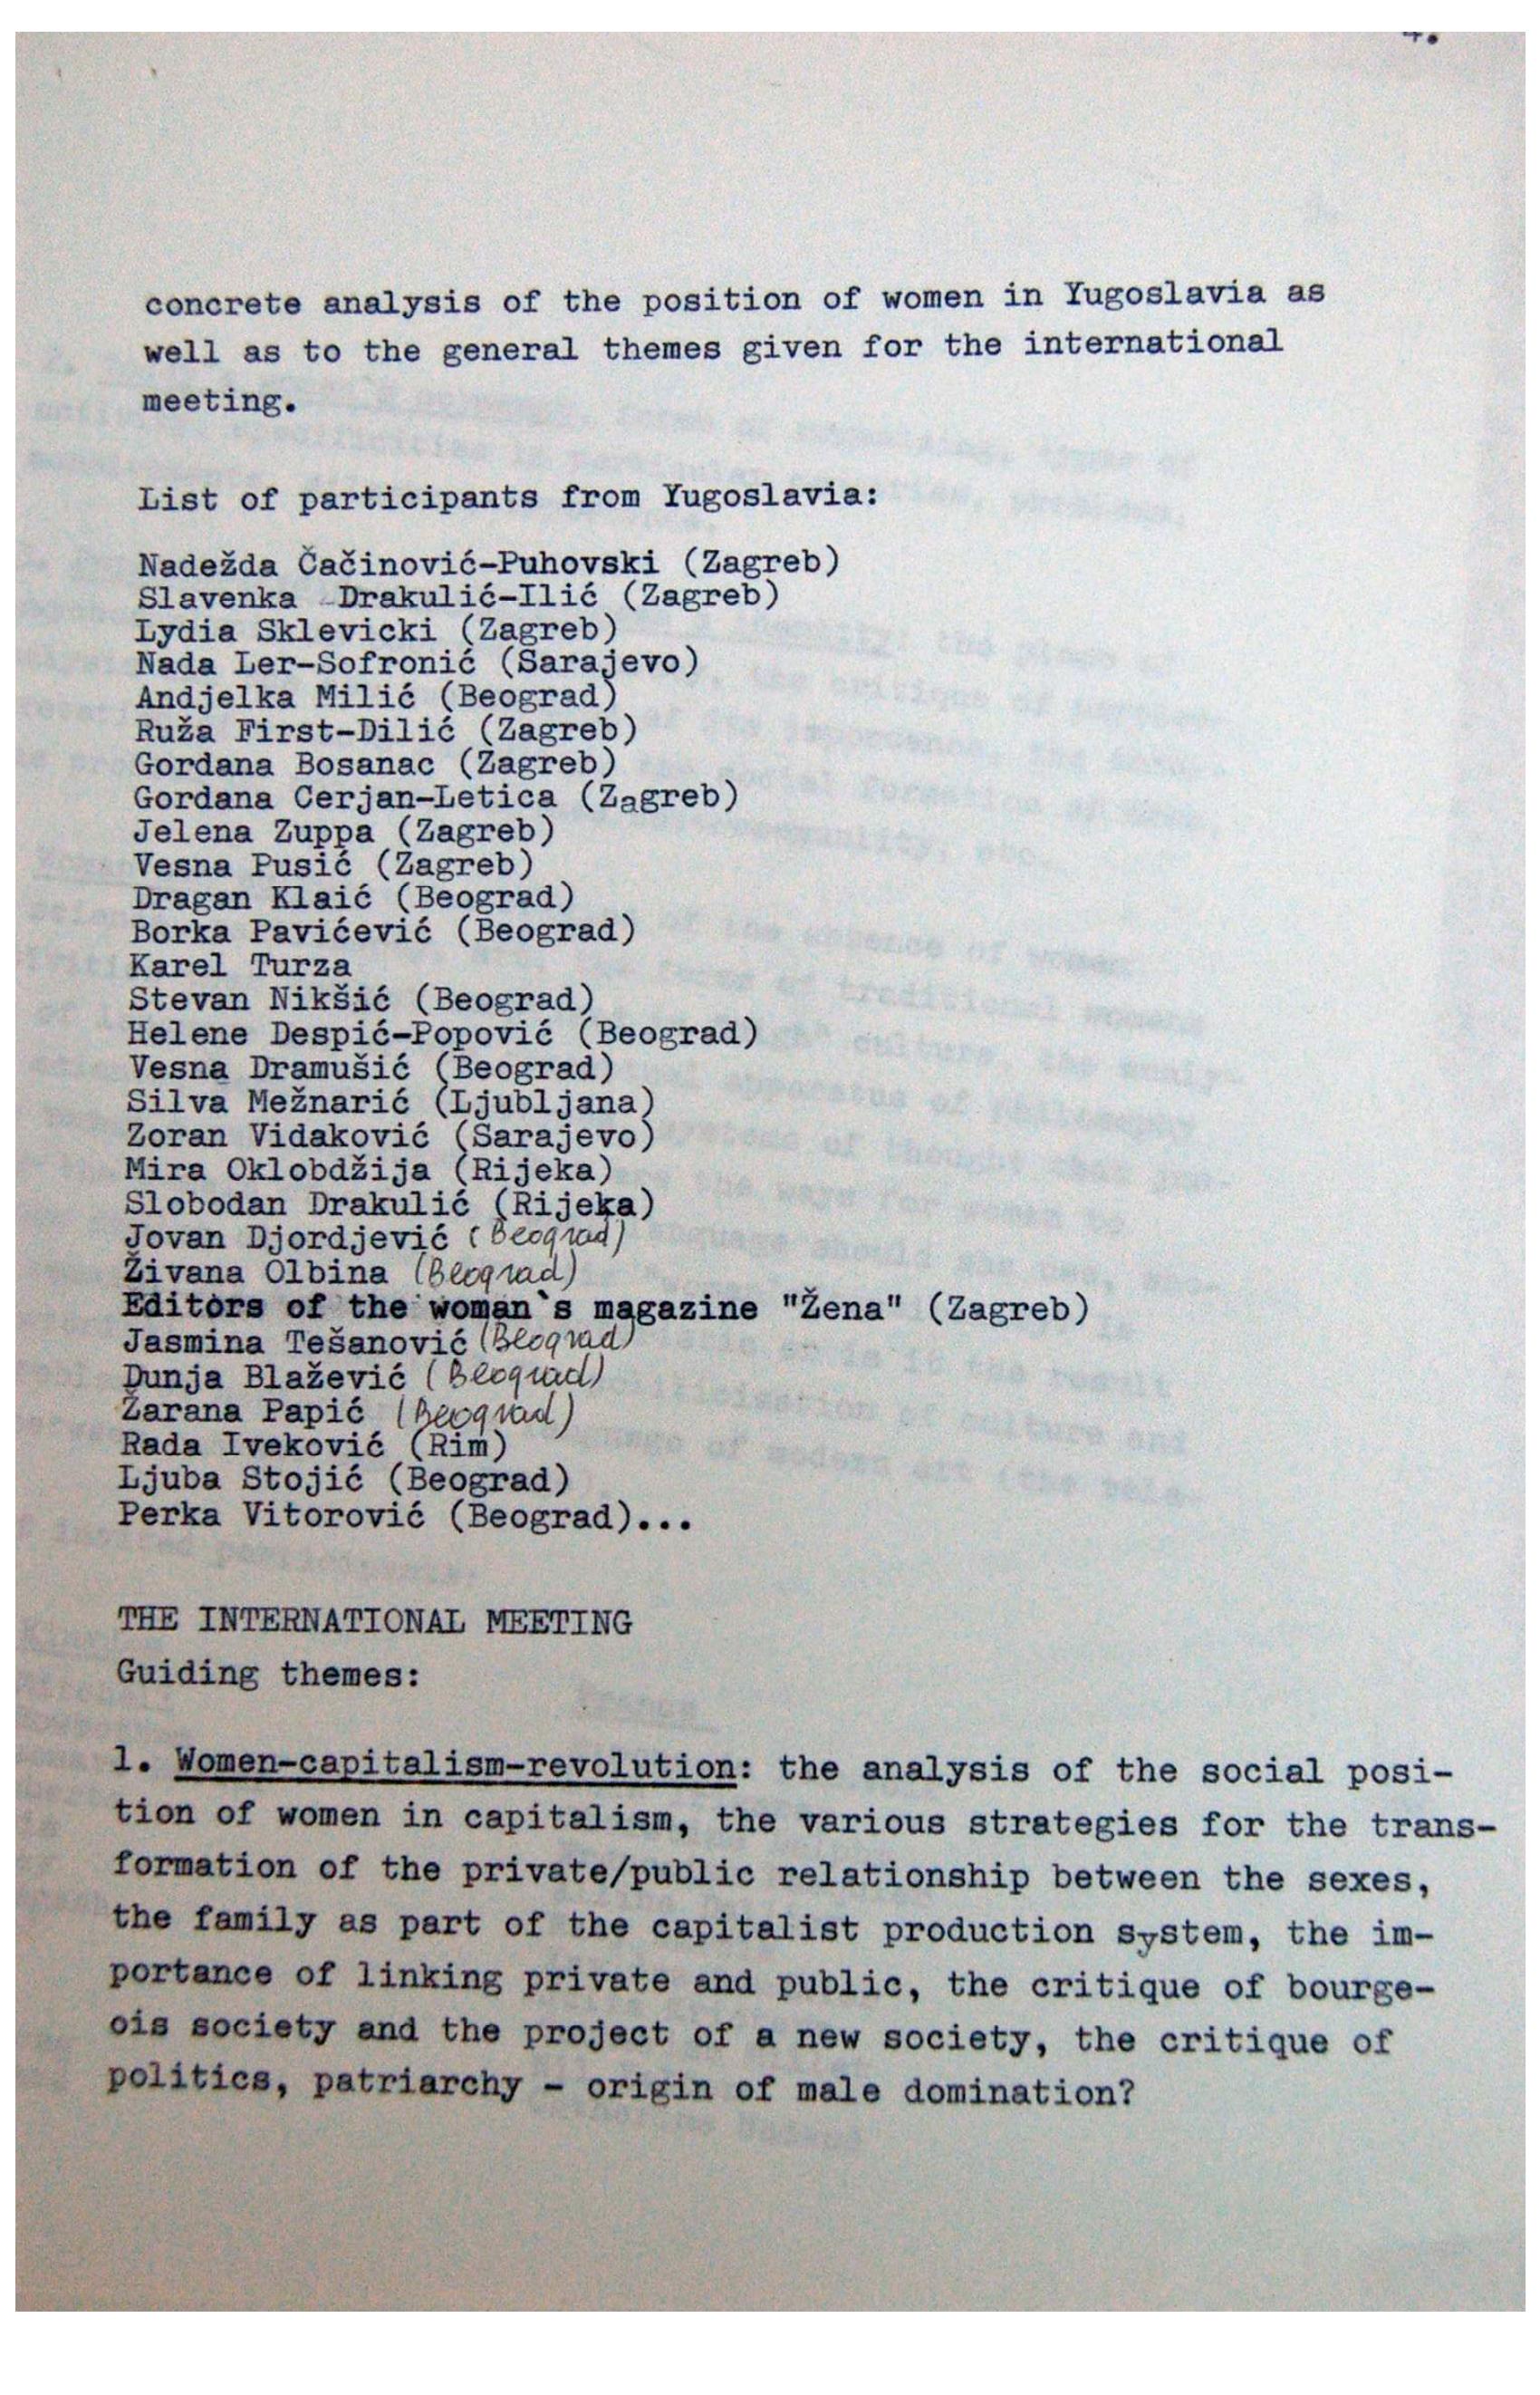 4.
concrete analysis of the position of women in Yugoslavia as
well as to the general themes given for the international
meeting.
List of participants from Yugoslavia:
Nadežda Čačinović-Puhovski (Zagreb)
Slavenka Drakulić-Ilić (Zagreb)
Lydia Sklevicki (Zagreb)
Nada Ler-Sofronić (Sarajevo)
Andjelka Milić (Beograd)
Ruža First-Dilić (Zagreb)
Gordana Bosanac (Zagreb)
Gordana Cerjan-Letica (Zagreb)
Jelena Zuppa (Zagreb)
Vesna Pusić (Zagreb)
Dragan Klaić (Beograd)
Borka Pavićević (Beograd)
Karel Turza
Stevan Nikšić (Beograd)
Helene Despić-Popović (Beograd)
Vesna Dramušić (Beograd)
Silva Mežnarić (Ljubljana)
Zoran Vidaković (Sarajevo)
Mira Oklobdžija (Rijeka)
Slobodan Drakulić (Rijeka)
Jovan Djordjević (Beograd)
Živana Olbina (Beograd)
Editors of the woman`s magazine "Žena" (Zagreb)
Jasmina Tešanović (Beograd)
Dunja Blažević (Beograd)
Žarana Papić (Beograd)
Rada Iveković (Rim)
Ljuba Stojić (Beograd)
Perka Vitorović (Beograd)...
THE INTERNATIONAL MEETING
Guiding themes:
1. Women-capitalism-revolution: the analysis of the social posi-
tion of women in capitalism, the various strategies for the trans-
formation of the private/public relationship between the sexes,
the family as part of the capitalist production system, the im-
portance of linking private and public, the critique of bourge-
ois society and the project of a new society, the critique of
politics, patriarchy - origin of male domination?